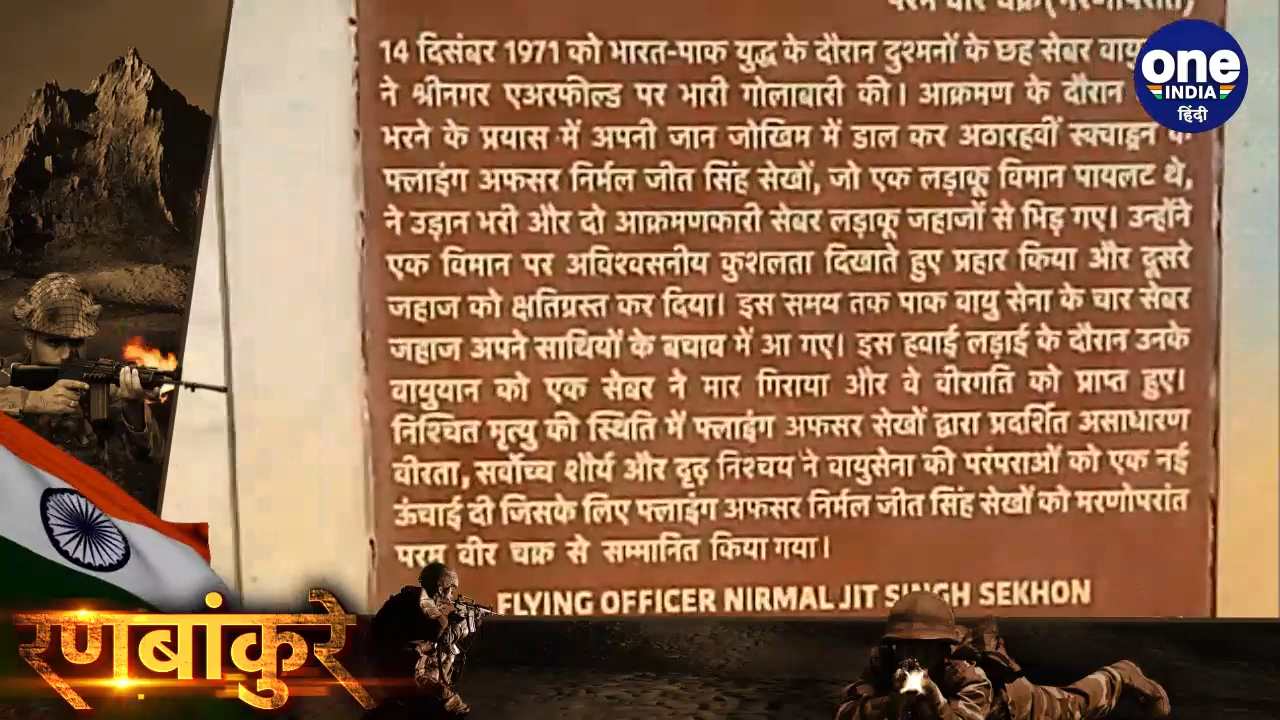 परम वीर चक्र (मरणोपरांत)
14 दिसंबर 1971 को भारत-पाक युद्ध के दौरान दुश्मनों के छह सेबर
ने श्रीनगर एअरफील्ड पर भारी गोलाबारी की। आक्रमण के दौरान
भरने के प्रयास में अपनी जान जोखिम में डाल कर अठारहवीं स्क्वाड्रन के
फ्लाइंग अफसर निर्मल जीत सिंह सेखों, जो एक लड़ाकू विमान पायलट थे,
ने उड़ान भरी और दो आक्रमणकारी सेबर लड़ाकू जहाजों से भिड़ गए। उन्होंने
एक विमान पर अविश्वसनीय कुशलता दिखाते हुए प्रहार किया और दूसरे
जहाज को क्षतिग्रस्त कर दिया। इस समय तक पाक वायु सेना के चार सेबर
जहाज अपने साथियों के बचाव में आ गए। इस हवाई लड़ाई के दौरान उनके
वायुयान को एक सेबर ने मार गिराया और वे वीरगति को प्राप्त हुए।
निश्चित मृत्यु की स्थिति में फ्लाइंग अफसर सेखों द्वारा प्रदर्शित असाधारण
वीरता, सर्वोच्च शौर्य और दृढ़ निश्चय ने वायुसेना की परंपराओं को एक नई
ऊंचाई दी जिसके लिए फ्लाइंग अफसर निर्मल जीत सिंह सेखों को मरणोपरांत
परम वीर चक्र से सम्मानित किया गया।
FLYING OFFICER NIRMAL JIT SINGH SEKHON
one
INDIA
हिंदी
रणबांकुरे